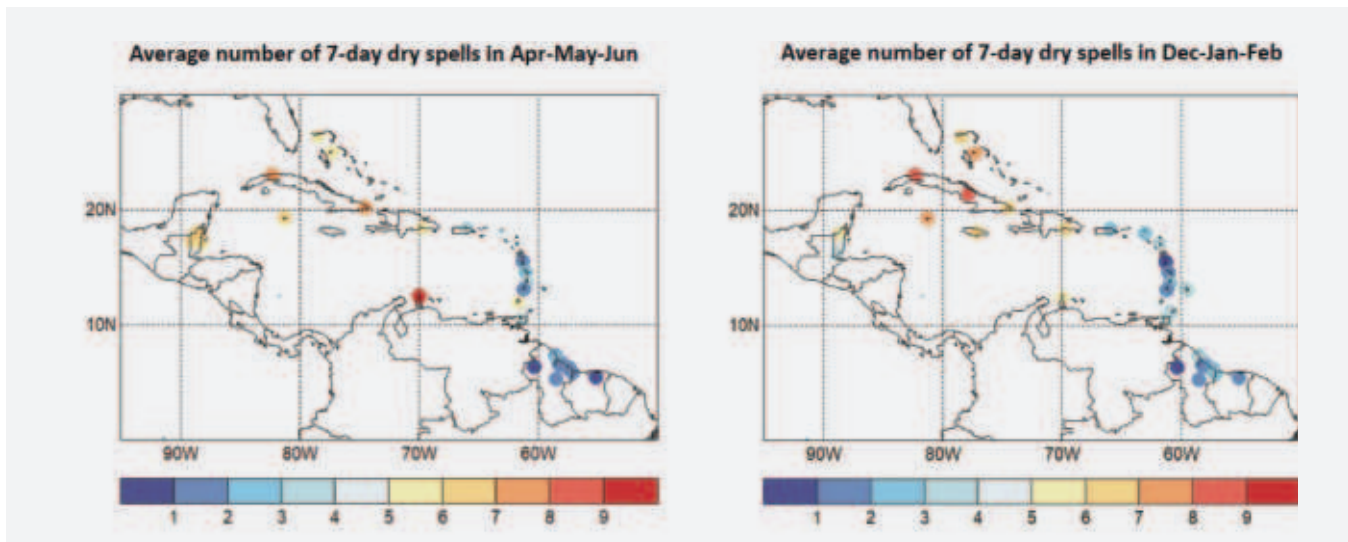 Average number of 7-day dry spells in Apr-May-Jun
20N
10N
90W 80W 70W 60W
1 2 3 4 5 6 7 8 9
Average number of 7-day dry spells in Dec-Jan-Feb
20N
10N
90W 80W 70W 60W
1 2 3 4 5 6 7 8 9